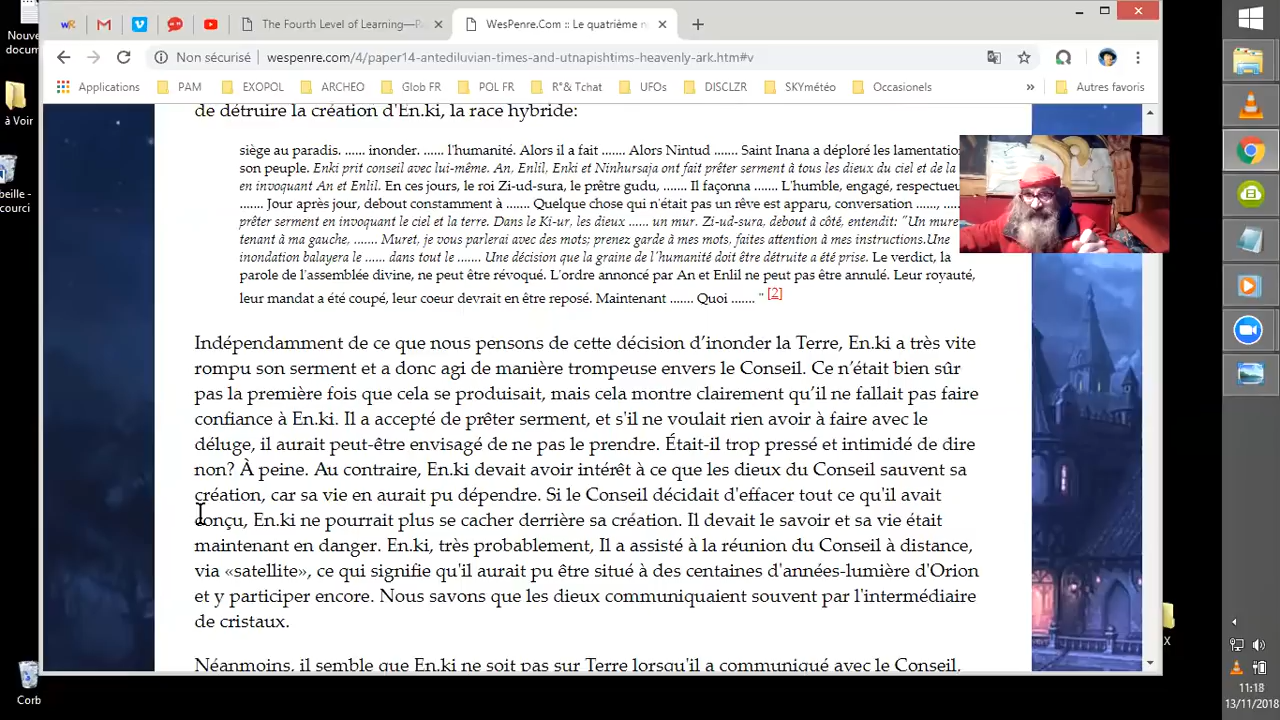 Nouve
docum
à Voir
eille -
courci
Corb
The Fourth Level of Learning—P
WesPenre.Com :: Le quatrième n
Non sécurisé
wespenre.com/4/paper14-antediluvian-times-and-utnapishtims-heavenly-ark.htm#v
Applications
PAM
EXOPOL
ARCHEO
Glob FR
POL FR
R*& Tchat
UFOs
DISCLZR
SKYmétéo
Occasionels
»
Autres favoris
de détruire la création d'En.ki, la race hybride:
siège au paradis. ...... inonder. ...... l'humanité. Alors il a fait ....... Alors Nintud ....... Saint Inana a déploré les lamentatio
son peuple. Enki prit conseil avec lui-même. An, Enlil, Enki et Ninhursaja ont fait prêter serment à tous les dieux du ciel et de la
en invoquant An et Enlil. En ces jours, le roi Zi-ud-sura, le prêtre gudu, ....... Il façonna ....... L'humble, engagé, respectueu
....... Jour après jour, debout constamment à ....... Quelque chose qui n'était pas un rêve est apparu, conversation ......,
prêter serment en invoquant le ciel et la terre. Dans le Ki-ur, les dieux ...... un mur. Zi-ud-sura, debout à côté, entendit: "Un mure
tenant à ma gauche, ....... Muret, je vous parlerai avec des mots; prenez garde à mes mots, faites attention à mes instructions.Une
inondation balayera le ...... dans tout le ...... Une décision que la graine de l'humanité doit être détruite a été prise. Le verdict, la
parole de l'assemblée divine, ne peut être révoqué. L'ordre annoncé par An et Enlil ne peut pas être annulé. Leur royauté,
leur mandat a été coupé, leur coeur devrait en être reposé. Maintenant ....... Quoi ....... " [2]
Indépendamment de ce que nous pensons de cette décision d'inonder la Terre, En.ki a très vite
rompu son serment et a donc agi de manière trompeuse envers le Conseil. Ce n'était bien sûr
pas la première fois que cela se produisait, mais cela montre clairement qu'il ne fallait pas faire
confiance à En.ki. Il a accepté de prêter serment, et s'il ne voulait rien avoir à faire avec le
déluge, il aurait peut-être envisagé de ne pas le prendre. Était-il trop pressé et intimidé de dire
non? À peine. Au contraire, En.ki devait avoir intérêt à ce que les dieux du Conseil sauvent sa
création, car sa vie en aurait pu dépendre. Si le Conseil décidait d'effacer tout ce qu'il avait
conçu, En.ki ne pourrait plus se cacher derrière sa création. Il devait le savoir et sa vie était
maintenant en danger. En.ki, très probablement, Il a assisté à la réunion du Conseil à distance,
via «satellite», ce qui signifie qu'il aurait pu être situé à des centaines d'années-lumière d'Orion
et y participer encore. Nous savons que les dieux communiquaient souvent par l'intermédiaire
de cristaux.
Néanmoins, il semble que En.ki ne soit pas sur Terre lorsqu'il a communiqué avec le Conseil,
X
11:18
13/11/2018